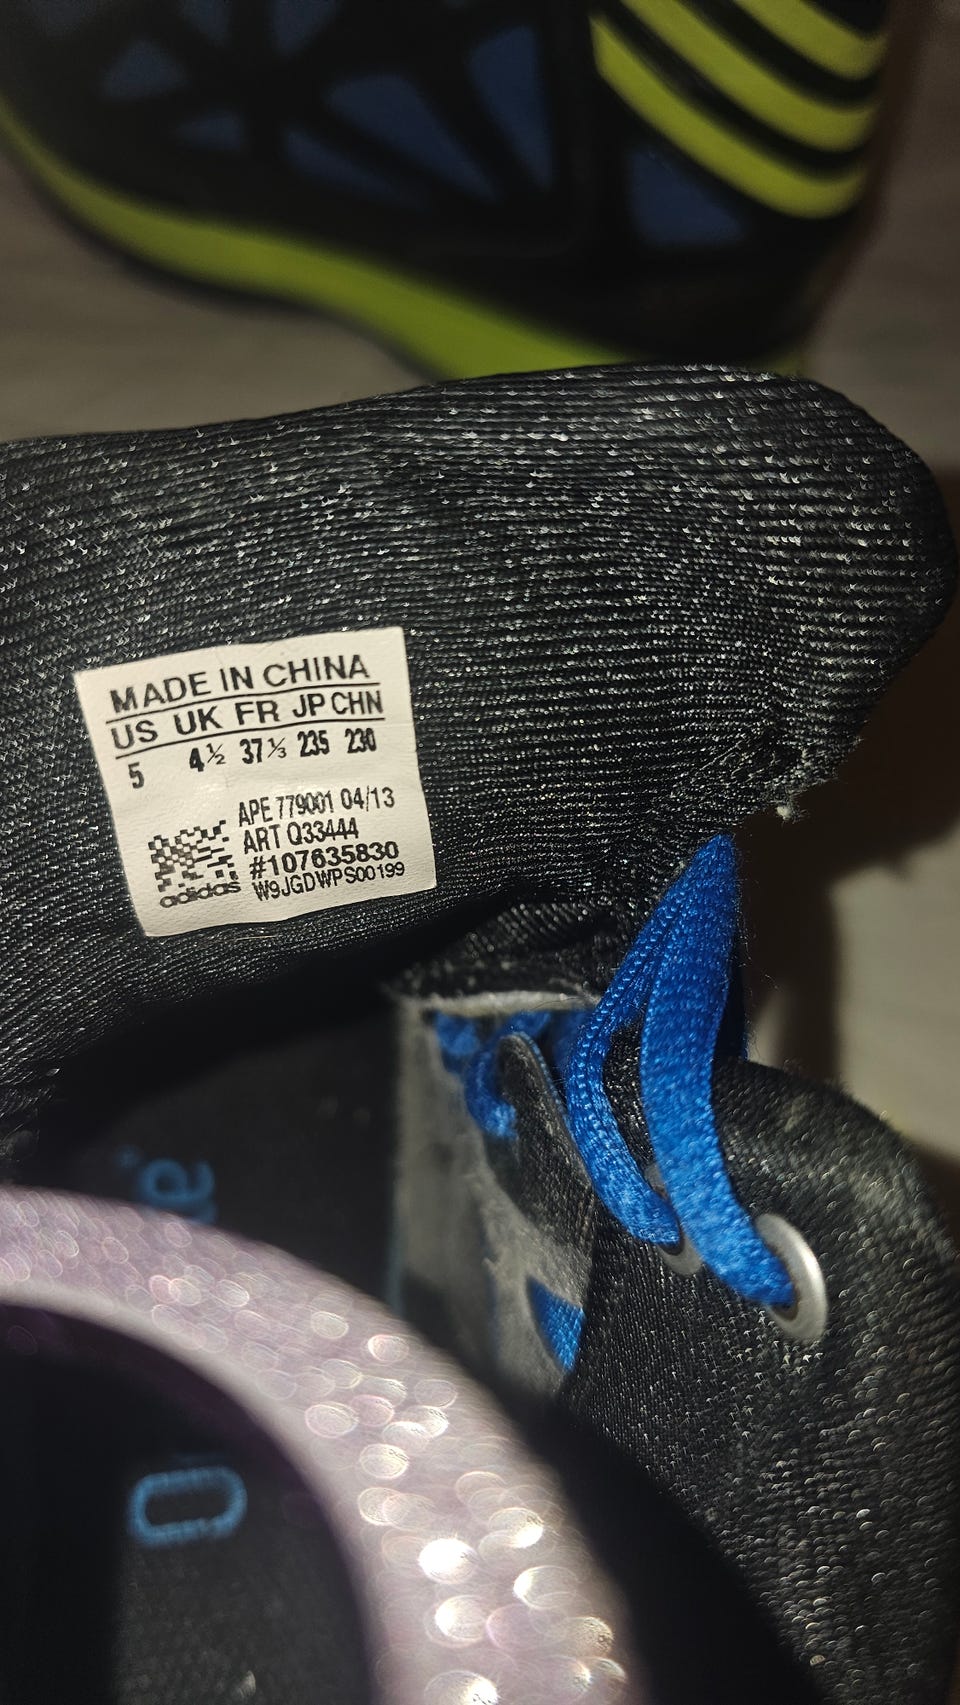 MADE IN CHINA
US UK FR JP CHN
5 4½ 37⅓ 235 230
APE 779001 04/13
ART Q33444
#107635830
adidas W9JGDWPS00199